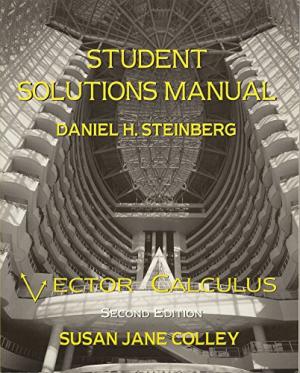 STUDENT
SOLUTIONS MANUAL
DANIEL H. STEINBERG
VECTOR CALCULUS
SECOND EDITION
SUSAN JANE COLLEY